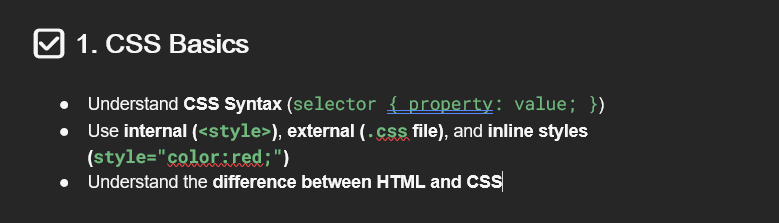 1. CSS Basics
● Understand CSS Syntax (selector { property: value; })
● Use internal (<style>), external (.css file), and inline styles
(style="color:red;")
● Understand the difference between HTML and CSS